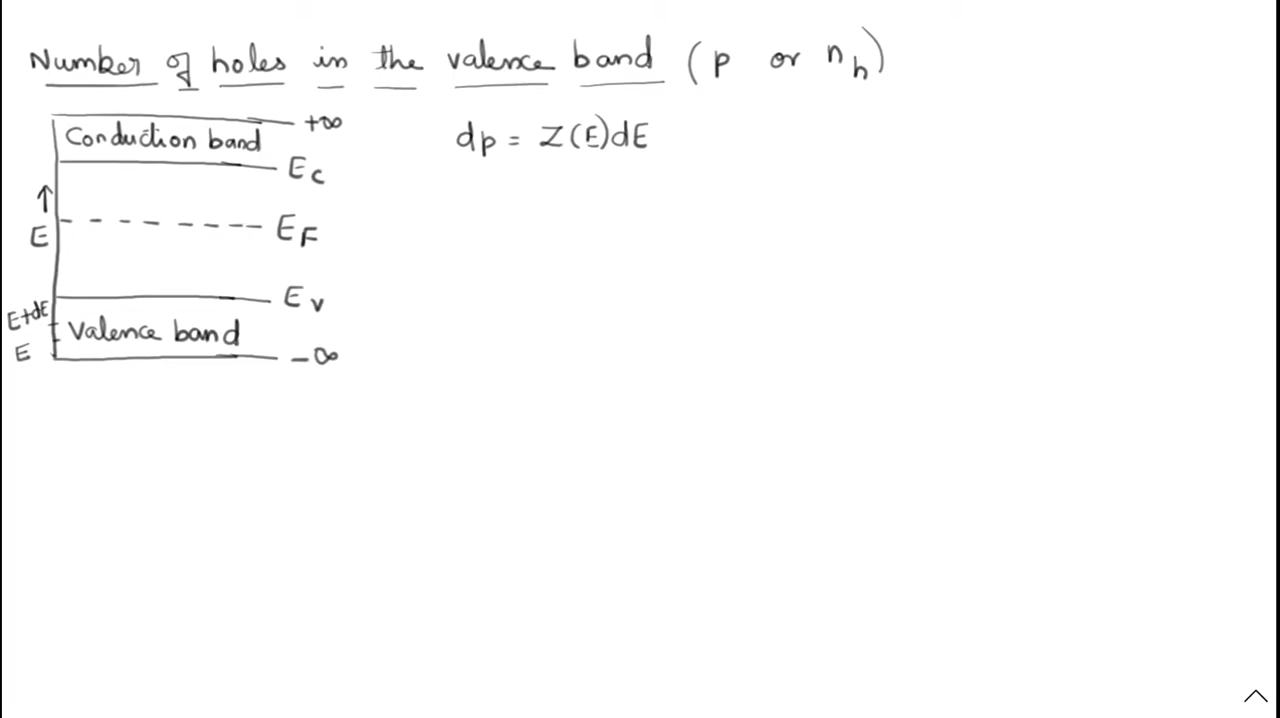 Number of holes in the valence band (p or n_h)
+∞
Conduction band
dp = Z(E)dE
E_C
↑
E_F
E
E_v
E+dE
Valence band
E
-∞